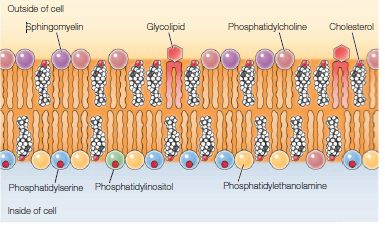 Outside of cell
Sphingomyelin Glycolipid Phosphatidylcholine Cholesterol
Phosphatidylserine Phosphatidylinositol Phosphatidylethanolamine
Inside of cell